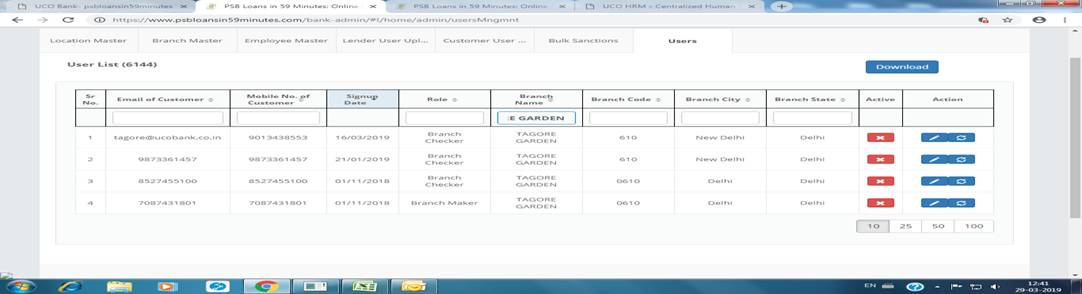 UCO Bank- psbloansin59minutes
PSB Loans in 59 Minutes: Online
PSB Loans in 59 Minutes: Online
UCO HRM - Centralized Human
https://www.psbloansin59minutes.com/bank-admin/#!/home/admin/usersMngmnt
Location Master Branch Master Employee Master Lender User Upl... Customer User ... Bulk Sanctions Users
User List (6144) Download
Sr No. Email of Customer Mobile No. of Customer Signup Date Role Branch Name Branch Code Branch City Branch State Active Action
E GARDEN
1 tagore@ucobank.co.in 9013438553 16/03/2019 Branch Checker TAGORE GARDEN 610 New Delhi Delhi
2 9873361457 9873361457 21/01/2019 Branch Checker TAGORE GARDEN 610 New Delhi Delhi
3 8527455100 8527455100 01/11/2018 Branch Checker TAGORE GARDEN 0610 Delhi Delhi
4 7087431801 7087431801 01/11/2018 Branch Maker TAGORE GARDEN 0610 Delhi Delhi
10 25 50 100
EN 12:41
29-03-2019